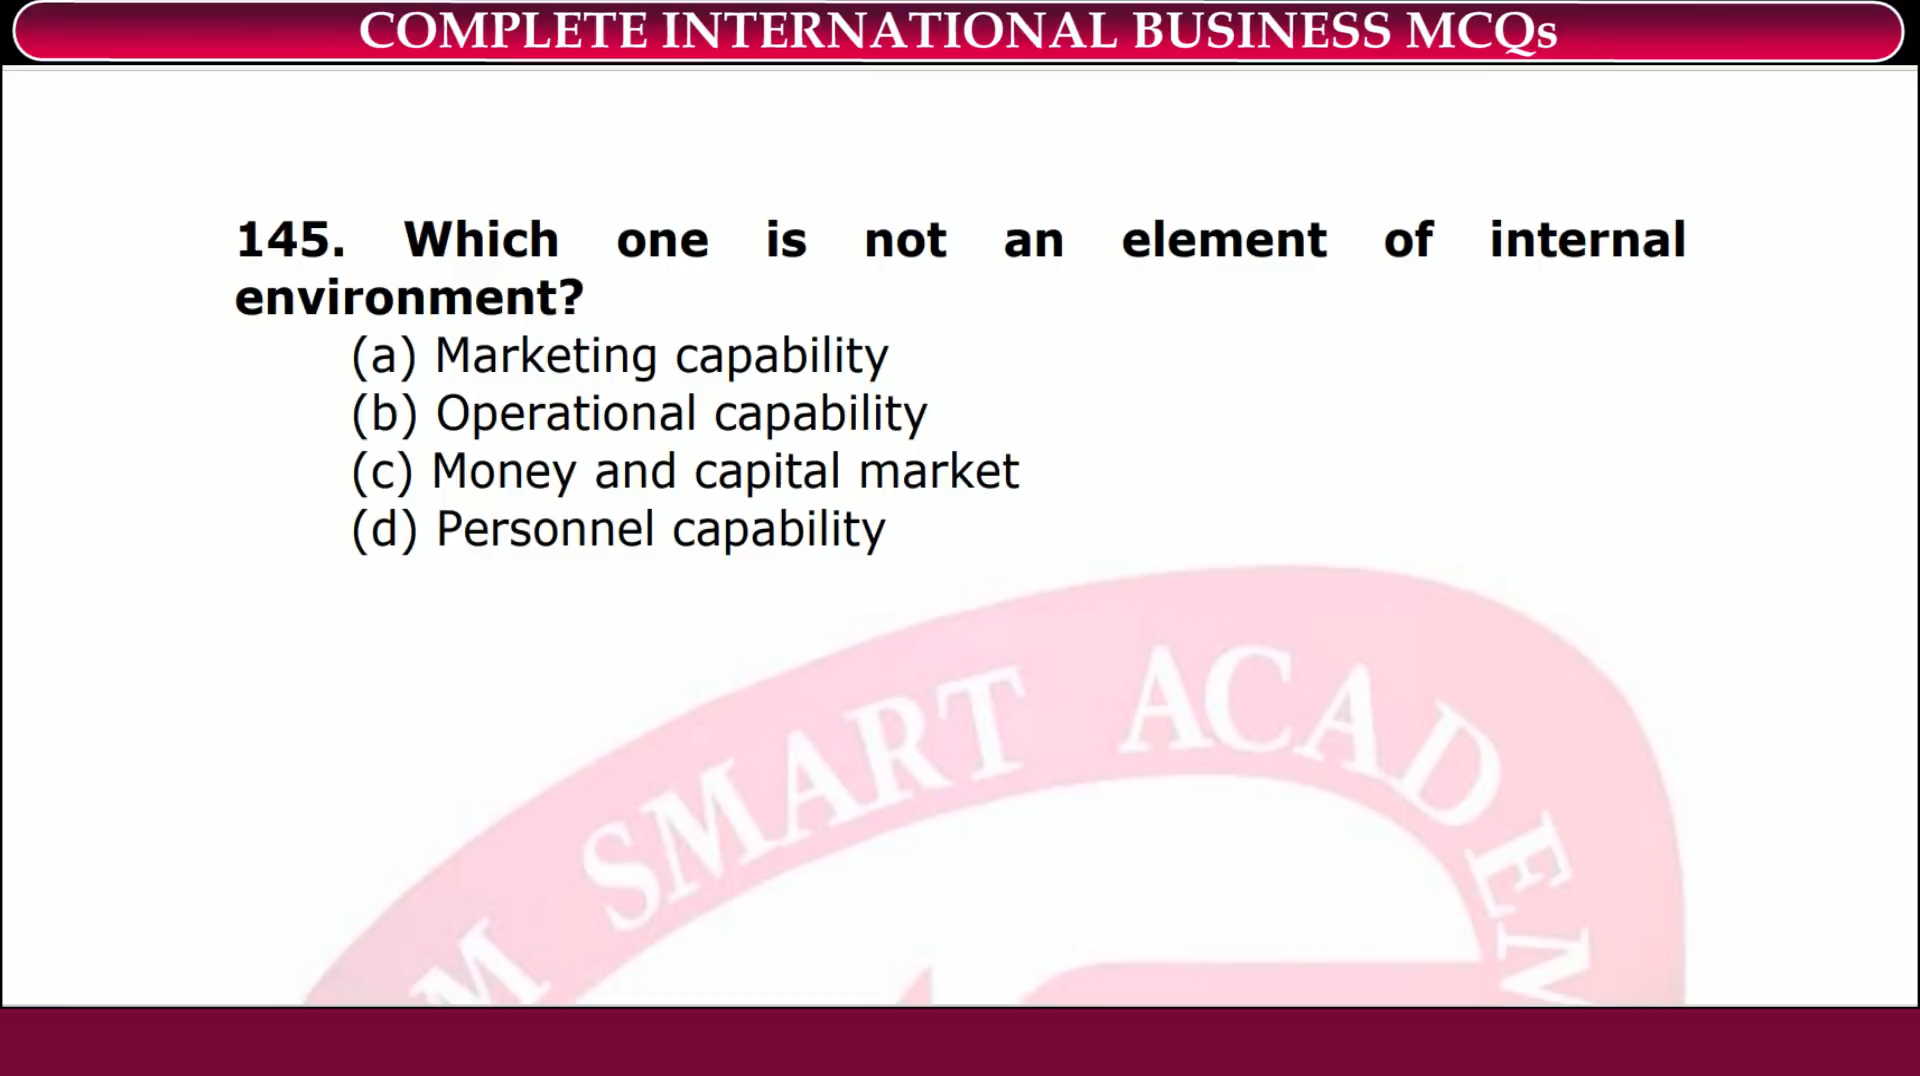 COMPLETE INTERNATIONAL BUSINESS MCQs
145. Which one is not an element of internal
environment?
(a) Marketing capability
(b) Operational capability
(c) Money and capital market
(d) Personnel capability
M SMART ACADEM